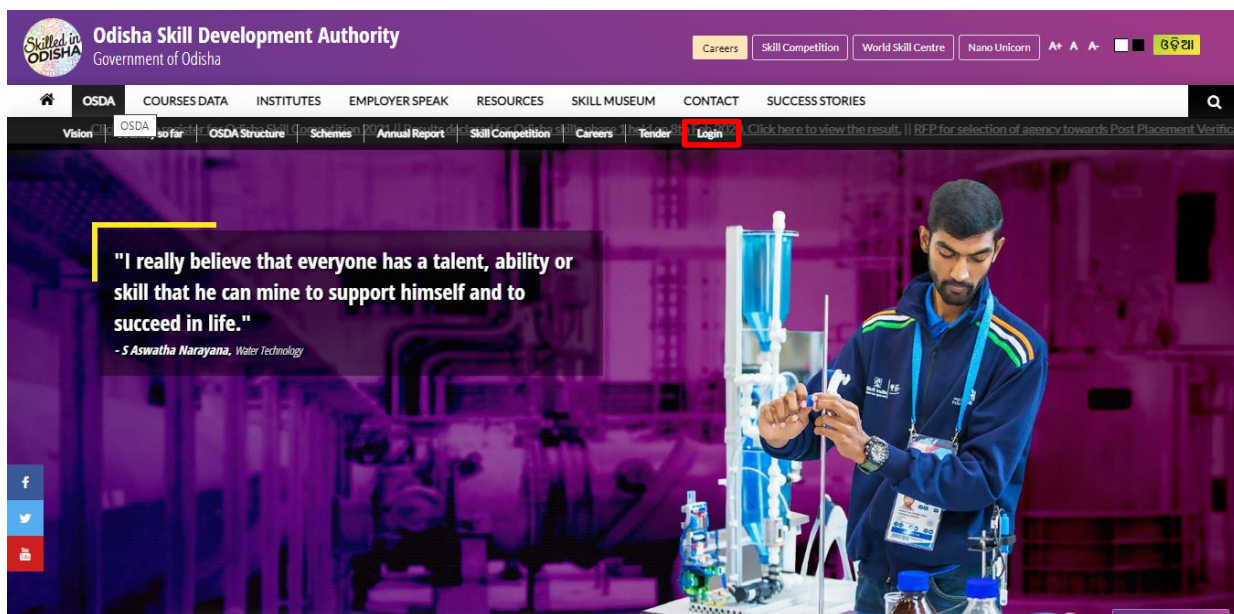 Skilled in
ODISHA
Odisha Skill Development Authority
Government of Odisha
Careers
Skill Competition
World Skill Centre
Nano Unicorn
A+ A A-
ଓଡ଼ିଆ
OSDA COURSES DATA INSTITUTES EMPLOYER SPEAK RESOURCES SKILL MUSEUM CONTACT SUCCESS STORIES
OSDA
Vision so far OSDA Structure Schemes Annual Report Skill Competition Careers Tender Login
Click here to view the result, || RFP for selection of agency towards Post Placement Verific
"I really believe that everyone has a talent, ability or
skill that he can mine to support himself and to
succeed in life."
- S Aswatha Narayana, Water Technology